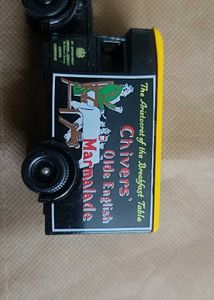 The Aristocrat of the Breakfast Table
Chivers'
Olde English
Marmalade